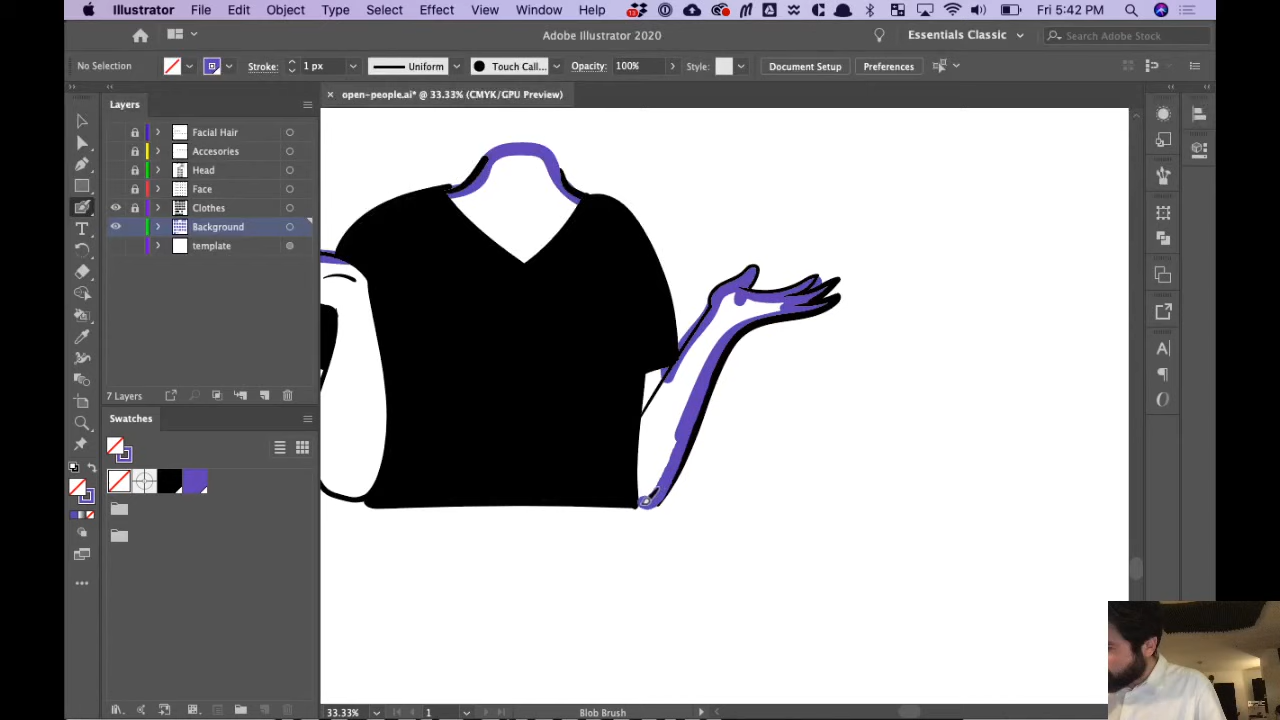 Illustrator File Edit Object Type Select Effect View Window Help Fri 5:42 PM
Adobe Illustrator 2020
Essentials Classic
Search Adobe Stock
No Selection Stroke: 1 px Uniform Touch Call... Opacity: 100% Style: Document Setup Preferences
Layers
open-people.ai* @ 33.33% (CMYK/GPU Preview)
Facial Hair
Accesories
Head
Face
Clothes
Background
template
7 Layers
Swatches
33.33% 1 Blob Brush